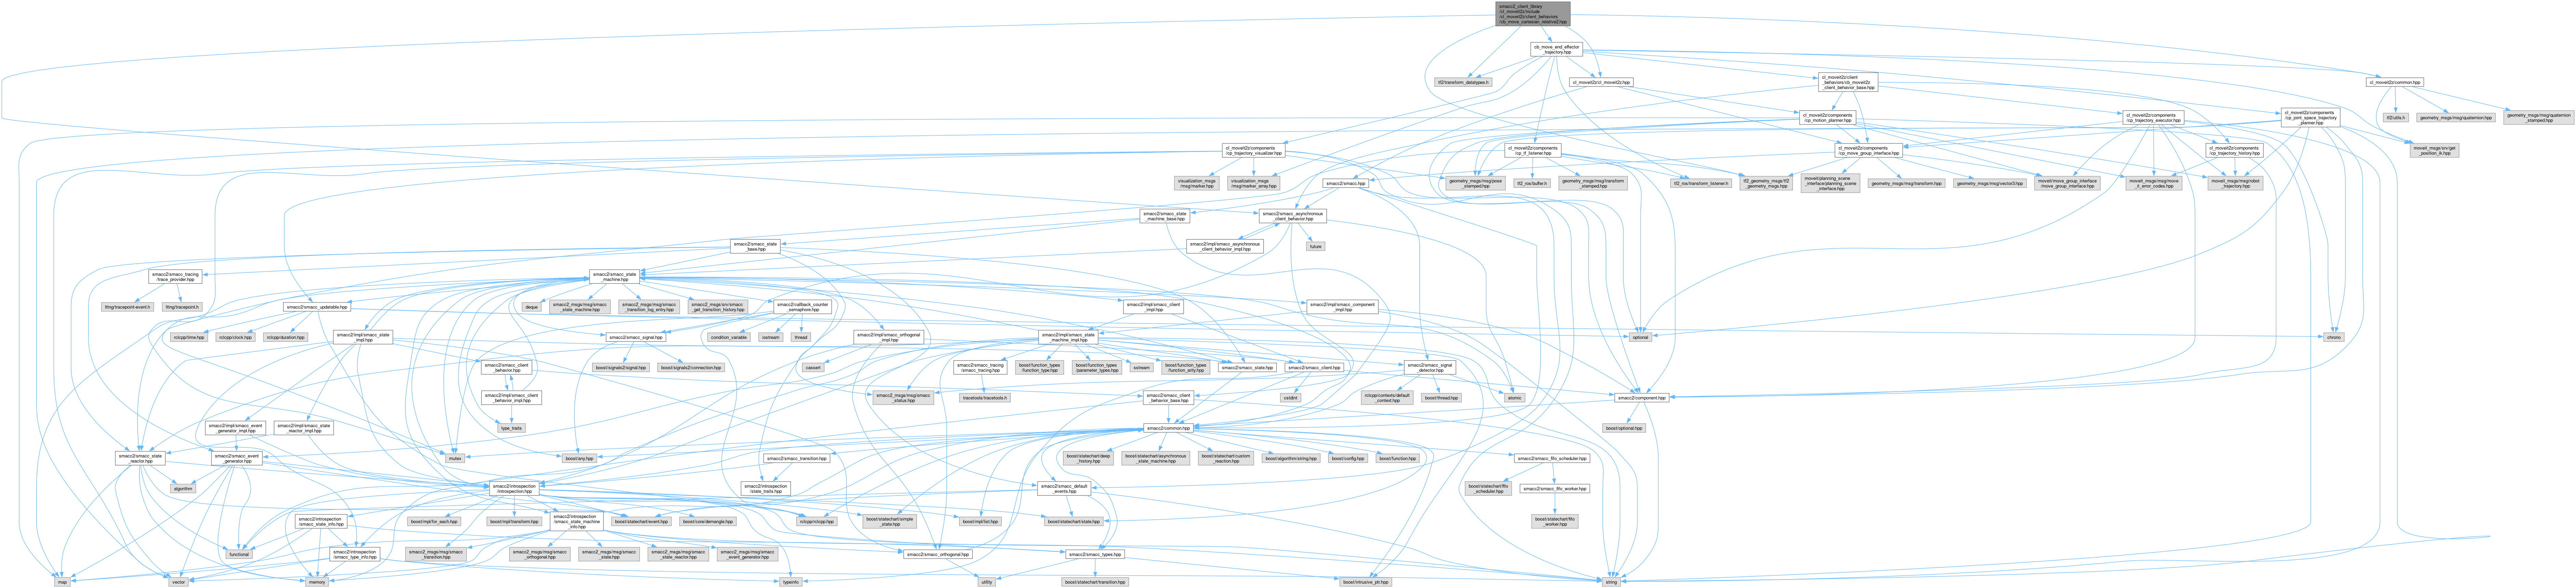 smacc2_client_library
/cl_moveit2z/include
/cl_moveit2z/client_behaviors
/cb_move_cartesian_relative2.hpp
cb_move_end_effector
_trajectory.hpp
tf2/transform_datatypes.h
cl_moveit2z/cl_moveit2z.hpp
cl_moveit2z/client
_behaviors/cb_moveit2z
_client_behavior_base.hpp
cl_moveit2z/common.hpp
tf2/utils.h
geometry_msgs/msg/quaternion.hpp
geometry_msgs/msg/quaternion
_stamped.hpp
cl_moveit2z/components
/cp_motion_planner.hpp
cl_moveit2z/components
/cp_trajectory_executor.hpp
cl_moveit2z/components
/cp_joint_space_trajectory
_planner.hpp
cl_moveit2z/components
/cp_trajectory_visualizer.hpp
cl_moveit2z/components
/cp_tf_listener.hpp
cl_moveit2z/components
/cp_move_group_interface.hpp
cl_moveit2z/components
/cp_trajectory_history.hpp
moveit_msgs/srv/get
_position_ik.hpp
visualization_msgs
/msg/marker.hpp
visualization_msgs
/msg/marker_array.hpp
smacc2/smacc.hpp
geometry_msgs/msg/pose
_stamped.hpp
tf2_ros/buffer.h
geometry_msgs/msg/transform
_stamped.hpp
tf2_ros/transform_listener.h
tf2_geometry_msgs/tf2
_geometry_msgs.hpp
moveit/planning_scene
_interface/planning_scene
_interface.hpp
geometry_msgs/msg/transform.hpp
geometry_msgs/msg/vector3.hpp
moveit/move_group_interface
/move_group_interface.hpp
moveit_msgs/msg/move
_it_error_codes.hpp
moveit_msgs/msg/robot
_trajectory.hpp
smacc2/smacc_state
_machine_base.hpp
smacc2/smacc_asynchronous
_client_behavior.hpp
smacc2/smacc_state
_base.hpp
smacc2/impl/smacc_asynchronous
_client_behavior_impl.hpp
future
smacc2/smacc_tracing
/trace_provider.hpp
smacc2/smacc_state
_machine.hpp
lttng/tracepoint-event.h
lttng/tracepoint.h
smacc2/smacc_updatable.hpp
deque
smacc2_msgs/msg/smacc
_state_machine.hpp
smacc2_msgs/msg/smacc
_transition_log_entry.hpp
smacc2_msgs/srv/smacc
_get_transition_history.hpp
smacc2/callback_counter
_semaphore.hpp
smacc2/impl/smacc_client
_impl.hpp
smacc2/impl/smacc_component
_impl.hpp
rclcpp/time.hpp
rclcpp/clock.hpp
rclcpp/duration.hpp
smacc2/impl/smacc_state
_impl.hpp
smacc2/smacc_signal.hpp
condition_variable
iostream
thread
smacc2/impl/smacc_orthogonal
_impl.hpp
smacc2/impl/smacc_state
_machine_impl.hpp
optional
chrono
smacc2/smacc_client
_behavior.hpp
boost/signals2/signal.hpp
boost/signals2/connection.hpp
cassert
smacc2/smacc_tracing
/smacc_tracing.hpp
boost/function_types
/function_type.hpp
boost/function_types
/parameter_types.hpp
sstream
boost/function_types
/function_arity.hpp
smacc2/smacc_state.hpp
smacc2/smacc_client.hpp
smacc2/smacc_signal
_detector.hpp
smacc2/impl/smacc_client
_behavior_impl.hpp
smacc2_msgs/msg/smacc
_status.hpp
tracetools/tracetools.h
smacc2/smacc_client
_behavior_base.hpp
cstdint
rclcpp/contexts/default
_context.hpp
boost/thread.hpp
atomic
smacc2/component.hpp
smacc2/impl/smacc_event
_generator_impl.hpp
smacc2/impl/smacc_state
_reactor_impl.hpp
type_traits
smacc2/common.hpp
boost/optional.hpp
smacc2/smacc_state
_reactor.hpp
smacc2/smacc_event
_generator.hpp
mutex
boost/any.hpp
smacc2/smacc_transition.hpp
boost/statechart/deep
_history.hpp
boost/statechart/asynchronous
_state_machine.hpp
boost/statechart/custom
_reaction.hpp
boost/algorithm/string.hpp
boost/config.hpp
boost/function.hpp
smacc2/smacc_fifo_scheduler.hpp
algorithm
smacc2/introspection
/introspection.hpp
smacc2/introspection
/state_traits.hpp
smacc2/smacc_default
_events.hpp
boost/statechart/fifo
_scheduler.hpp
smacc2/smacc_fifo_worker.hpp
smacc2/introspection
/smacc_state_info.hpp
boost/mpl/for_each.hpp
boost/mpl/transform.hpp
smacc2/introspection
/smacc_state_machine
_info.hpp
boost/statechart/event.hpp
boost/core/demangle.hpp
rclcpp/rclcpp.hpp
boost/statechart/simple
_state.hpp
boost/mpl/list.hpp
boost/statechart/state.hpp
boost/statechart/fifo
_worker.hpp
functional
smacc2/introspection
/smacc_type_info.hpp
smacc2_msgs/msg/smacc
_transition.hpp
smacc2_msgs/msg/smacc
_orthogonal.hpp
smacc2_msgs/msg/smacc
_state.hpp
smacc2_msgs/msg/smacc
_state_reactor.hpp
smacc2_msgs/msg/smacc
_event_generator.hpp
smacc2/smacc_orthogonal.hpp
smacc2/smacc_types.hpp
map
vector
memory
typeinfo
utility
boost/statechart/transition.hpp
boost/intrusive_ptr.hpp
string